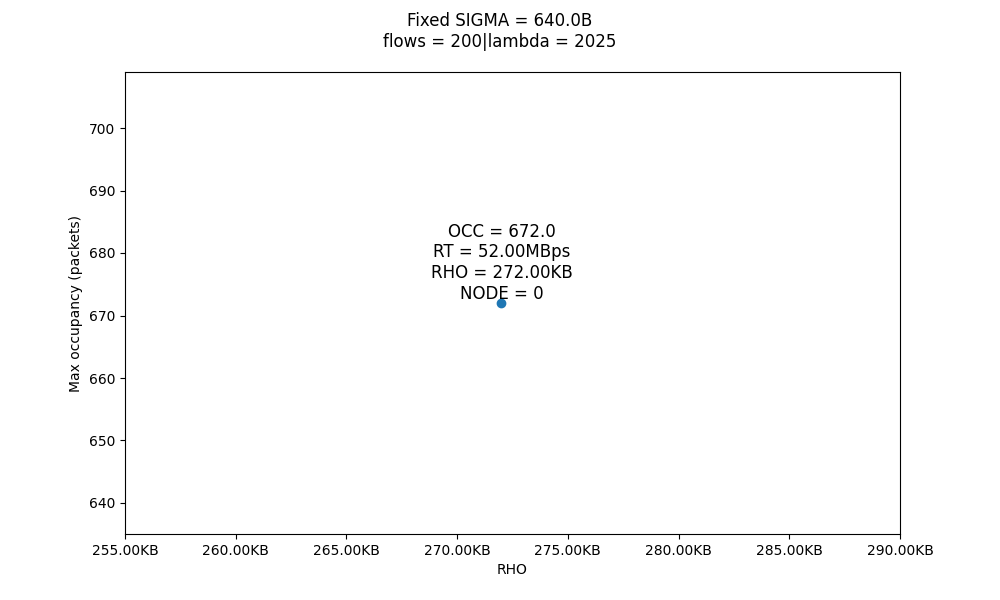 Fixed SIGMA = 640.0B
flows = 200|lambda = 2025
700
690
680
670
660
650
640
Max occupancy (packets)
OCC = 672.0
RT = 52.00MBps
RHO = 272.00KB
NODE = 0
255.00KB 260.00KB 265.00KB 270.00KB 275.00KB 280.00KB 285.00KB 290.00KB
RHO